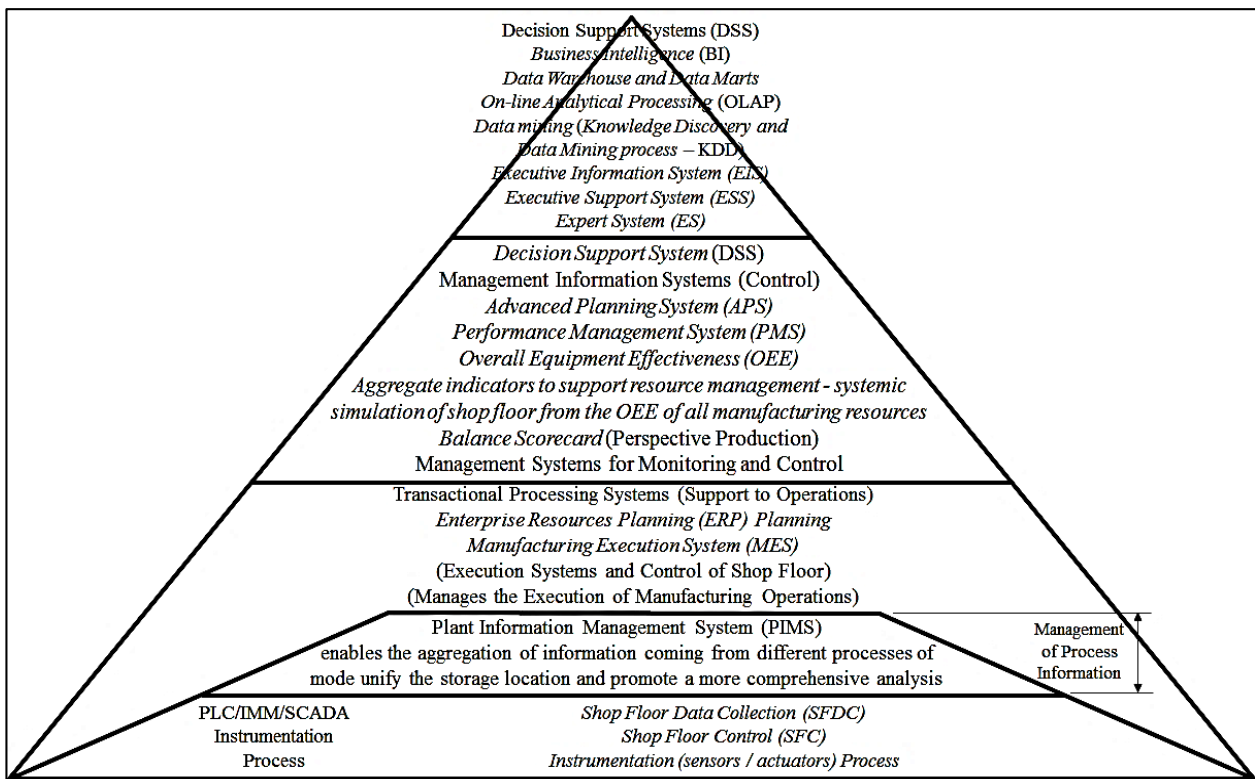 Decision Support Systems (DSS)
Business Intelligence (BI)
Data Warehouse and Data Marts
On-line Analytical Processing (OLAP)
Data mining (Knowledge Discovery and
Data Mining process – KDD)
Executive Information System (EIS)
Executive Support System (ESS)
Expert System (ES)
Decision Support System (DSS)
Management Information Systems (Control)
Advanced Planning System (APS)
Performance Management System (PMS)
Overall Equipment Effectiveness (OEE)
Aggregate indicators to support resource management - systemic
simulation of shop floor from the OEE of all manufacturing resources
Balance Scorecard (Perspective Production)
Management Systems for Monitoring and Control
Transactional Processing Systems (Support to Operations)
Enterprise Resources Planning (ERP) Planning
Manufacturing Execution System (MES)
(Execution Systems and Control of Shop Floor)
(Manages the Execution of Manufacturing Operations)
Plant Information Management System (PIMS)
enables the aggregation of information coming from different processes of
mode unify the storage location and promote a more comprehensive analysis
Management
of Process
Information
PLC/IMM/SCADA
Instrumentation
Process
Shop Floor Data Collection (SFDC)
Shop Floor Control (SFC)
Instrumentation (sensors / actuators) Process